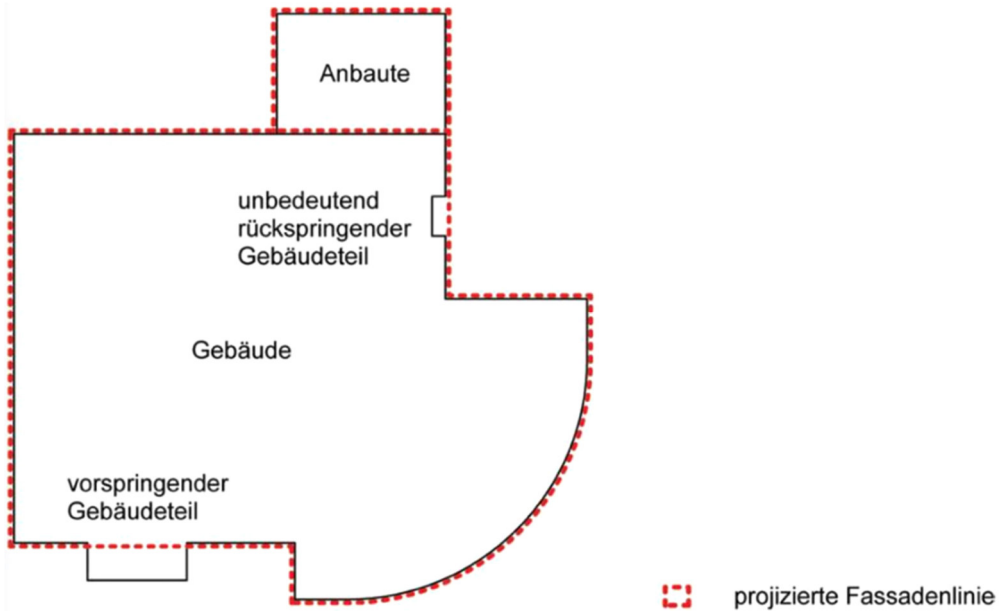 Anbaute
unbedeutend
rückspringender
Gebäudeteil
Gebäude
vorspringender
Gebäudeteil
projizierte Fassadenlinie